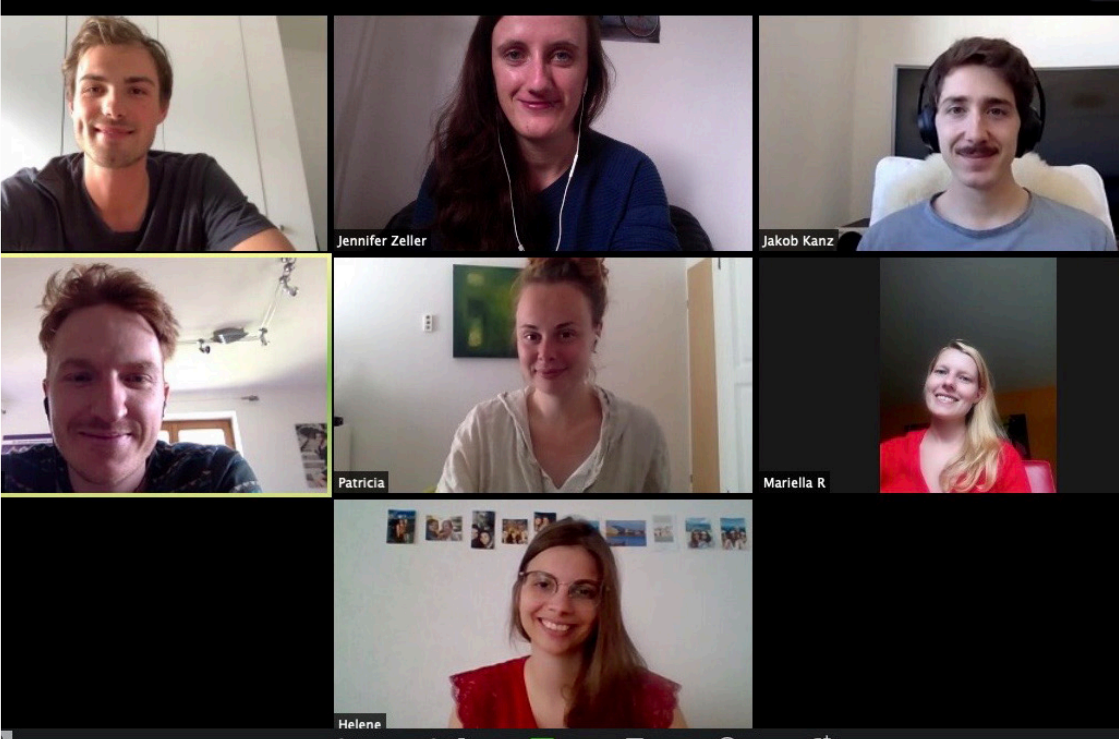 Jennifer Zeller
Jakob Kanz
Patricia
Mariella R
Helene